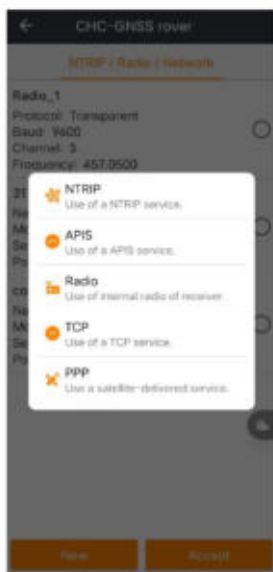 CHC-GNSS rover
NTRIP / Radio / Network
Radio_1
Protocol: Transparent
Baud: 9600
Channel: 3
Frequency: 457.0500
NTRIP
Use of a NTRIP service.
APIS
Use of a APIS service.
Radio
Use of internal radio of receiver.
TCP
Use of a TCP service.
PPP
Use a satellite-delivered service.
New
Accept